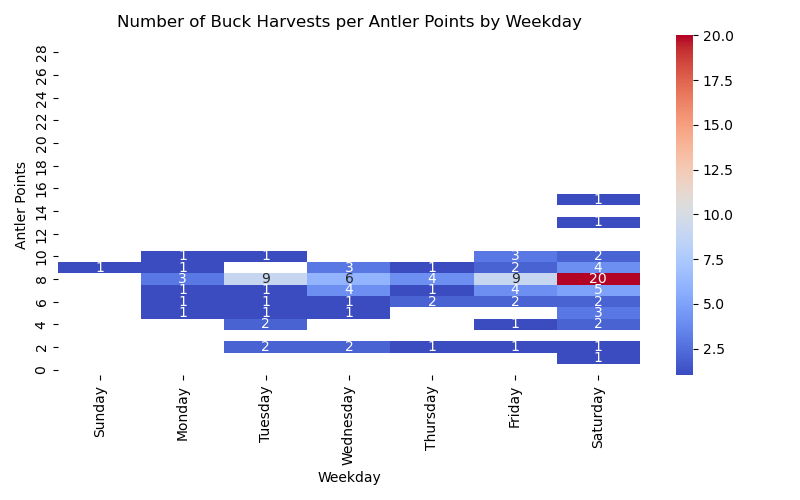 Number of Buck Harvests per Antler Points by Weekday
Antler Points
28
26
24
22
20
18
16
14
12
10
8
6
4
2
0
1
1
1 1 3 2
1 1 3 1 2 4
3 9 6 4 9 20
1 1 4 1 4 5
1 1 1 2 2 2
1 1 1 3
2 1 2
2 2 1 1 1
1
Sunday
Monday
Tuesday
Wednesday
Thursday
Friday
Saturday
Weekday
20.0
17.5
15.0
12.5
10.0
7.5
5.0
2.5